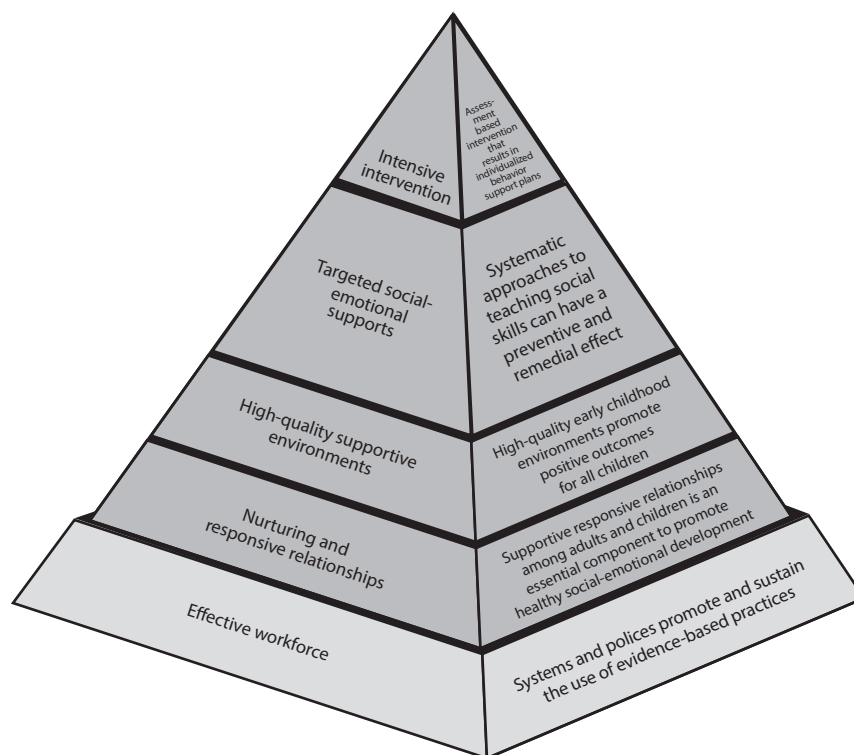 Intensive
intervention
Assess-
ment
based
intervention
that
results in
individualized
behavior
support plans
Targeted social-
emotional
supports
Systematic
approaches to
teaching social
skills can have a
preventive and
remedial effect
High-quality supportive
environments
High-quality early childhood
environments promote
positive outcomes
for all children
Nurturing and
responsive relationships
Supportive responsive relationships
among adults and children is an
essential component to promote
healthy social-emotional development
Effective workforce
Systems and polices promote and sustain
the use of evidence-based practices